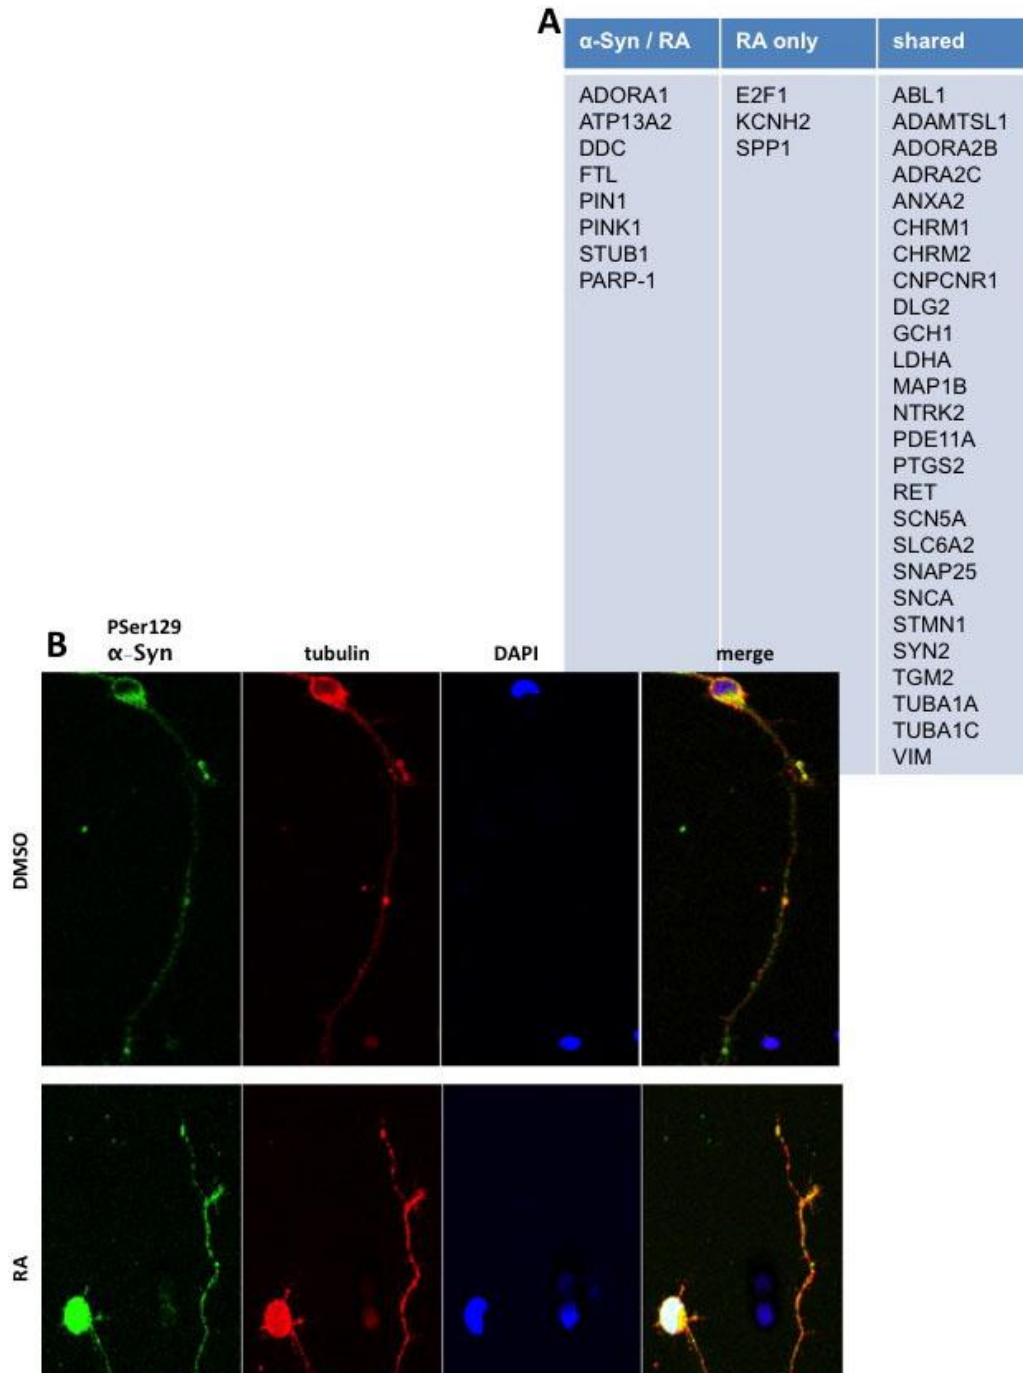 A
α-Syn / RA
RA only
shared
ADORA1
ATP13A2
DDC
FTL
PIN1
PINK1
STUB1
PARP-1
E2F1
KCNH2
SPP1
ABL1
ADAMTSL1
ADORA2B
ADRA2C
ANXA2
CHRM1
CHRM2
CNPCNR1
DLG2
GCH1
LDHA
MAP1B
NTRK2
PDE11A
PTGS2
RET
SCN5A
SLC6A2
SNAP25
SNCA
STMN1
SYN2
TGM2
TUBA1A
TUBA1C
VIM
B
PSer129
α-Syn
tubulin
DAPI
merge
DMSO
RA